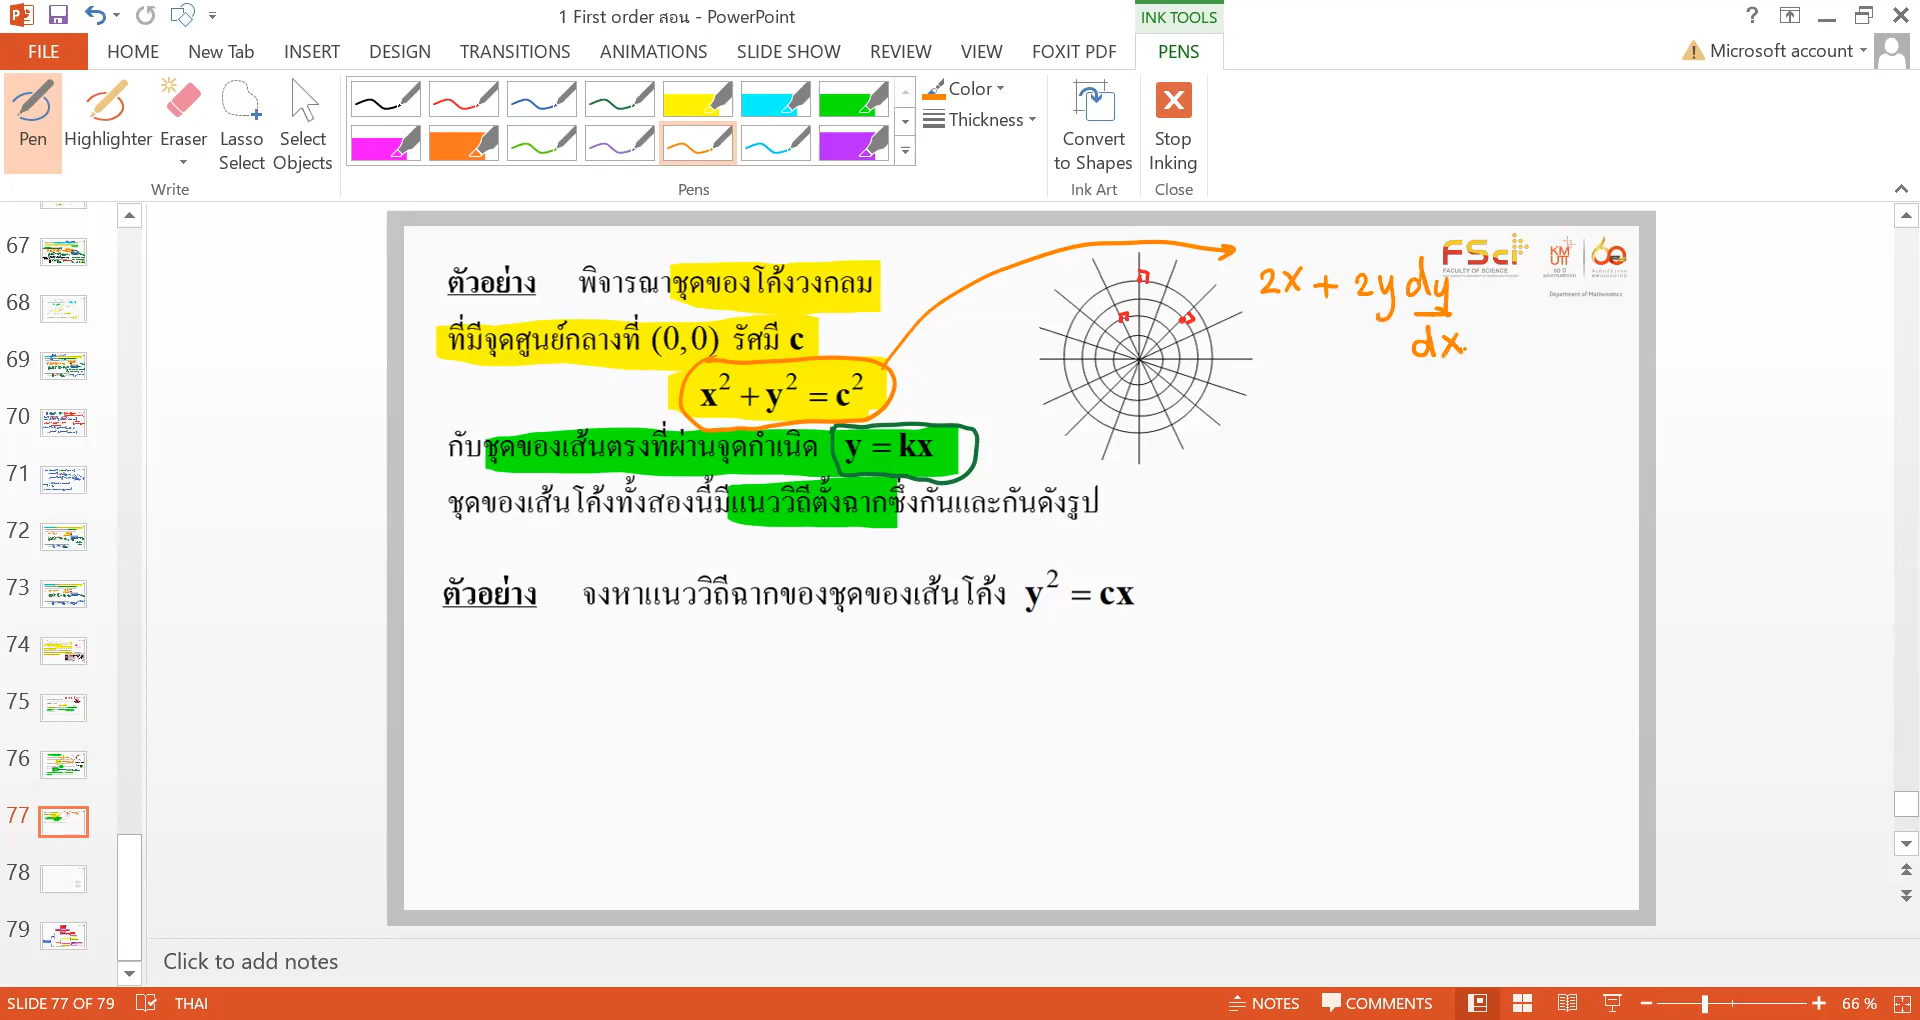 1 First order สอน - PowerPoint
INK TOOLS
FILE HOME New Tab INSERT DESIGN TRANSITIONS ANIMATIONS SLIDE SHOW REVIEW VIEW FOXIT PDF PENS
Microsoft account
Pen
Highlighter
Eraser
Lasso Select
Select Objects
Color
Thickness
Convert to Shapes
Stop Inking
Write
Pens
Ink Art
Close
67
68
69
70
71
72
73
74
75
76
77
78
79
ตัวอย่าง พิจารณาชุดของโค้งวงกลม
ที่มีจุดศูนย์กลางที่ (0,0) รัศมี c
x² + y² = c²
กับชุดของเส้นตรงที่ผ่านจุดกำเนิด y = kx
ชุดของเส้นโค้งทั้งสองนี้มีแนววิถีตั้งฉากซึ่งกันและกันดังรูป
2x + 2y dy
dx
FSci
FACULTY OF SCIENCE
KM
UTT
60
Department of Mathematics
ตัวอย่าง จงหาแนววิถีฉากของชุดของเส้นโค้ง y² = cx
Click to add notes
SLIDE 77 OF 79 THAI NOTES COMMENTS 66 %